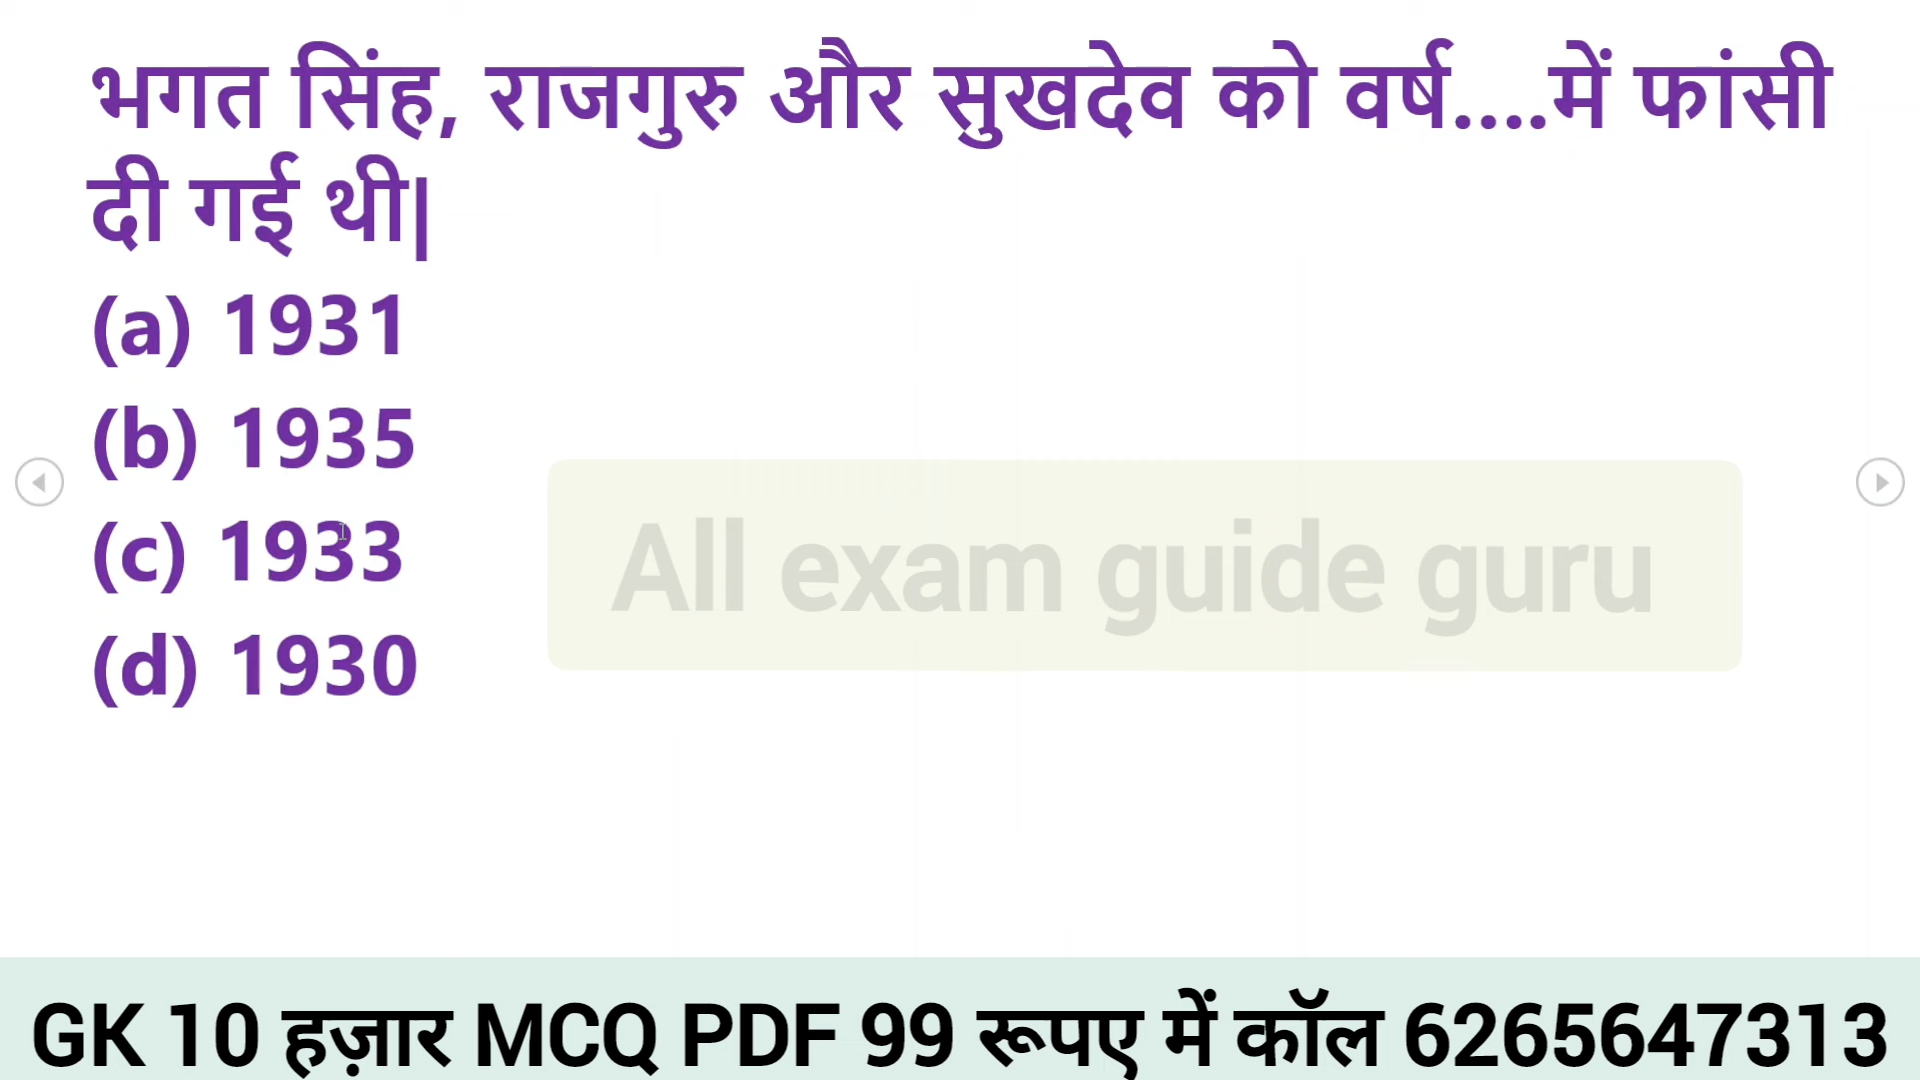 भगत सिंह, राजगुरु और सुखदेव को वर्ष....में फांसी
दी गई थी|
(a) 1931
(b) 1935
(c) 1933
(d) 1930
All exam guide guru
GK 10 हज़ार MCQ PDF 99 रूपए में कॉल 6265647313